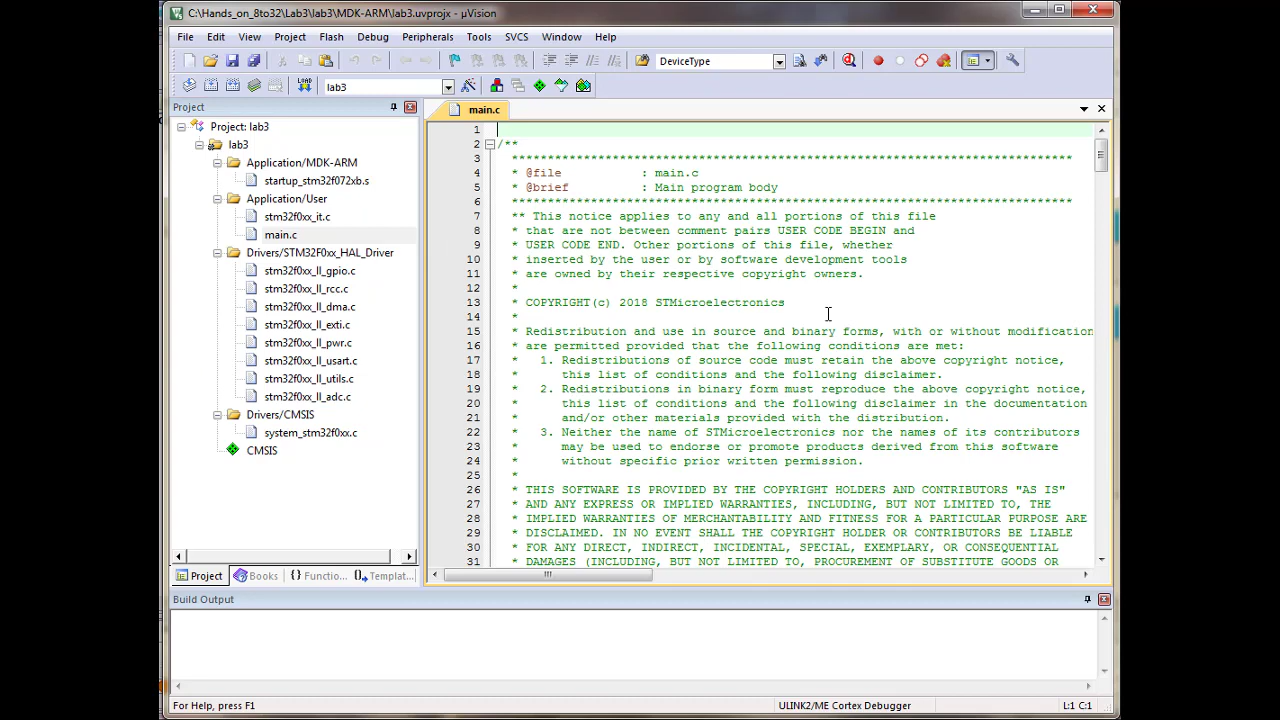 C:\Hands_on_8to32\Lab3\lab3\MDK-ARM\lab3.uvprojx - µVision
File Edit View Project Flash Debug Peripherals Tools SVCS Window Help
DeviceType
LOAD
lab3
Project
main.c
Project: lab3
lab3
Application/MDK-ARM
startup_stm32f072xb.s
Application/User
stm32f0xx_it.c
main.c
Drivers/STM32F0xx_HAL_Driver
stm32f0xx_ll_gpio.c
stm32f0xx_ll_rcc.c
stm32f0xx_ll_dma.c
stm32f0xx_ll_exti.c
stm32f0xx_ll_pwr.c
stm32f0xx_ll_usart.c
stm32f0xx_ll_utils.c
stm32f0xx_ll_adc.c
Drivers/CMSIS
system_stm32f0xx.c
CMSIS
Project Books {} Functio... Templat...
1
2 /**
3 ******************************************************************************
4 * @file : main.c
5 * @brief : Main program body
6 ******************************************************************************
7 ** This notice applies to any and all portions of this file
8 * that are not between comment pairs USER CODE BEGIN and
9 * USER CODE END. Other portions of this file, whether
10 * inserted by the user or by software development tools
11 * are owned by their respective copyright owners.
12 *
13 * COPYRIGHT(c) 2018 STMicroelectronics
14 *
15 * Redistribution and use in source and binary forms, with or without modification
16 * are permitted provided that the following conditions are met:
17 * 1. Redistributions of source code must retain the above copyright notice,
18 * this list of conditions and the following disclaimer.
19 * 2. Redistributions in binary form must reproduce the above copyright notice,
20 * this list of conditions and the following disclaimer in the documentation
21 * and/or other materials provided with the distribution.
22 * 3. Neither the name of STMicroelectronics nor the names of its contributors
23 * may be used to endorse or promote products derived from this software
24 * without specific prior written permission.
25 *
26 * THIS SOFTWARE IS PROVIDED BY THE COPYRIGHT HOLDERS AND CONTRIBUTORS "AS IS"
27 * AND ANY EXPRESS OR IMPLIED WARRANTIES, INCLUDING, BUT NOT LIMITED TO, THE
28 * IMPLIED WARRANTIES OF MERCHANTABILITY AND FITNESS FOR A PARTICULAR PURPOSE ARE
29 * DISCLAIMED. IN NO EVENT SHALL THE COPYRIGHT HOLDER OR CONTRIBUTORS BE LIABLE
30 * FOR ANY DIRECT, INDIRECT, INCIDENTAL, SPECIAL, EXEMPLARY, OR CONSEQUENTIAL
31 * DAMAGES (INCLUDING, BUT NOT LIMITED TO, PROCUREMENT OF SUBSTITUTE GOODS OR
Build Output
For Help, press F1
ULINK2/ME Cortex Debugger
L:1 C:1